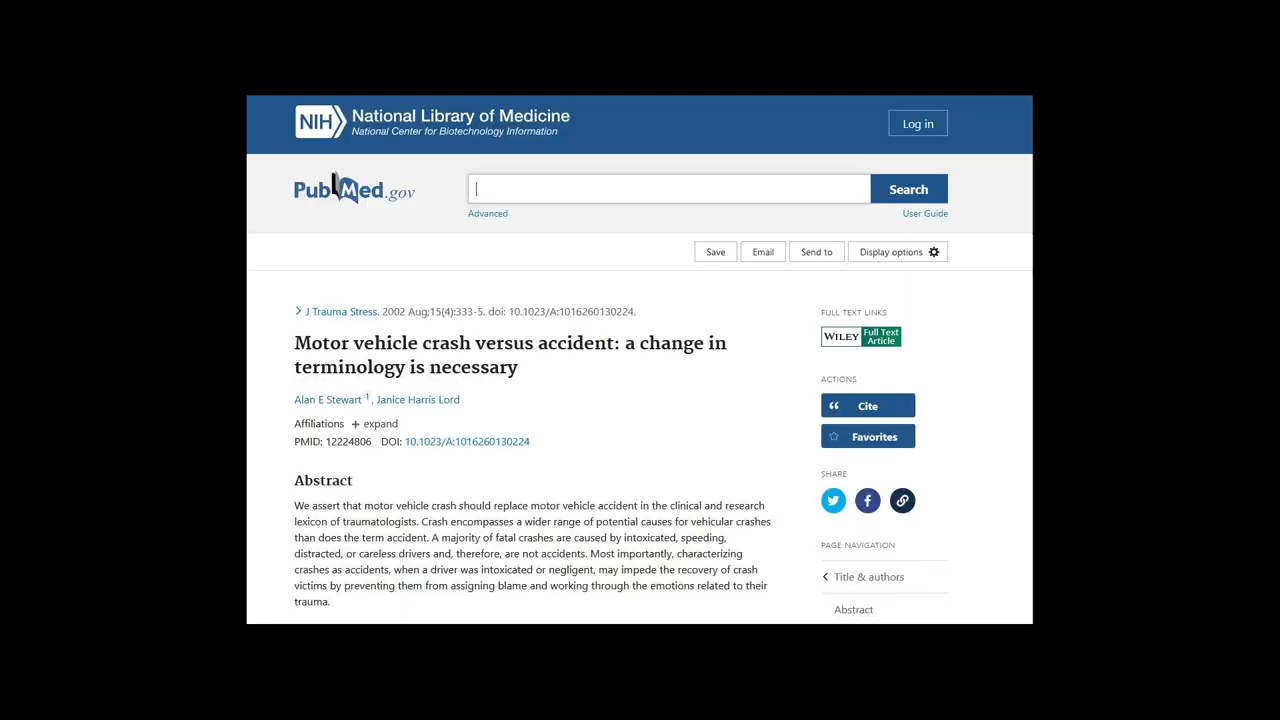 NIH National Library of Medicine
National Center for Biotechnology Information
Log in
PubMed.gov
Search
Advanced
User Guide
Save
Email
Send to
Display options
J Trauma Stress. 2002 Aug;15(4):333-5. doi: 10.1023/A:1016260130224.
Motor vehicle crash versus accident: a change in
terminology is necessary
Alan E Stewart 1, Janice Harris Lord
Affiliations + expand
PMID: 12224806 DOI: 10.1023/A:1016260130224
Abstract
We assert that motor vehicle crash should replace motor vehicle accident in the clinical and research
lexicon of traumatologists. Crash encompasses a wider range of potential causes for vehicular crashes
than does the term accident. A majority of fatal crashes are caused by intoxicated, speeding,
distracted, or careless drivers and, therefore, are not accidents. Most importantly, characterizing
crashes as accidents, when a driver was intoxicated or negligent, may impede the recovery of crash
victims by preventing them from assigning blame and working through the emotions related to their
trauma.
FULL TEXT LINKS
WILEY Full Text
Article
ACTIONS
Cite
Favorites
SHARE
PAGE NAVIGATION
Title & authors
Abstract